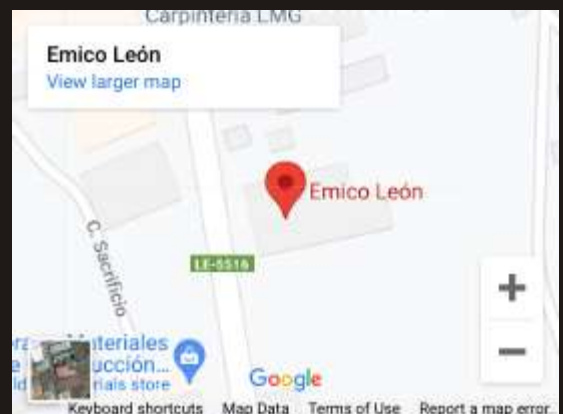 Carpintería LMG
Emico León
View larger map
Emico León
C. Sacrificio
LE-5516
Materiales
ucción...
rials store
Google
Keyboard shortcuts
Map Data
Terms of Use
Report a map error